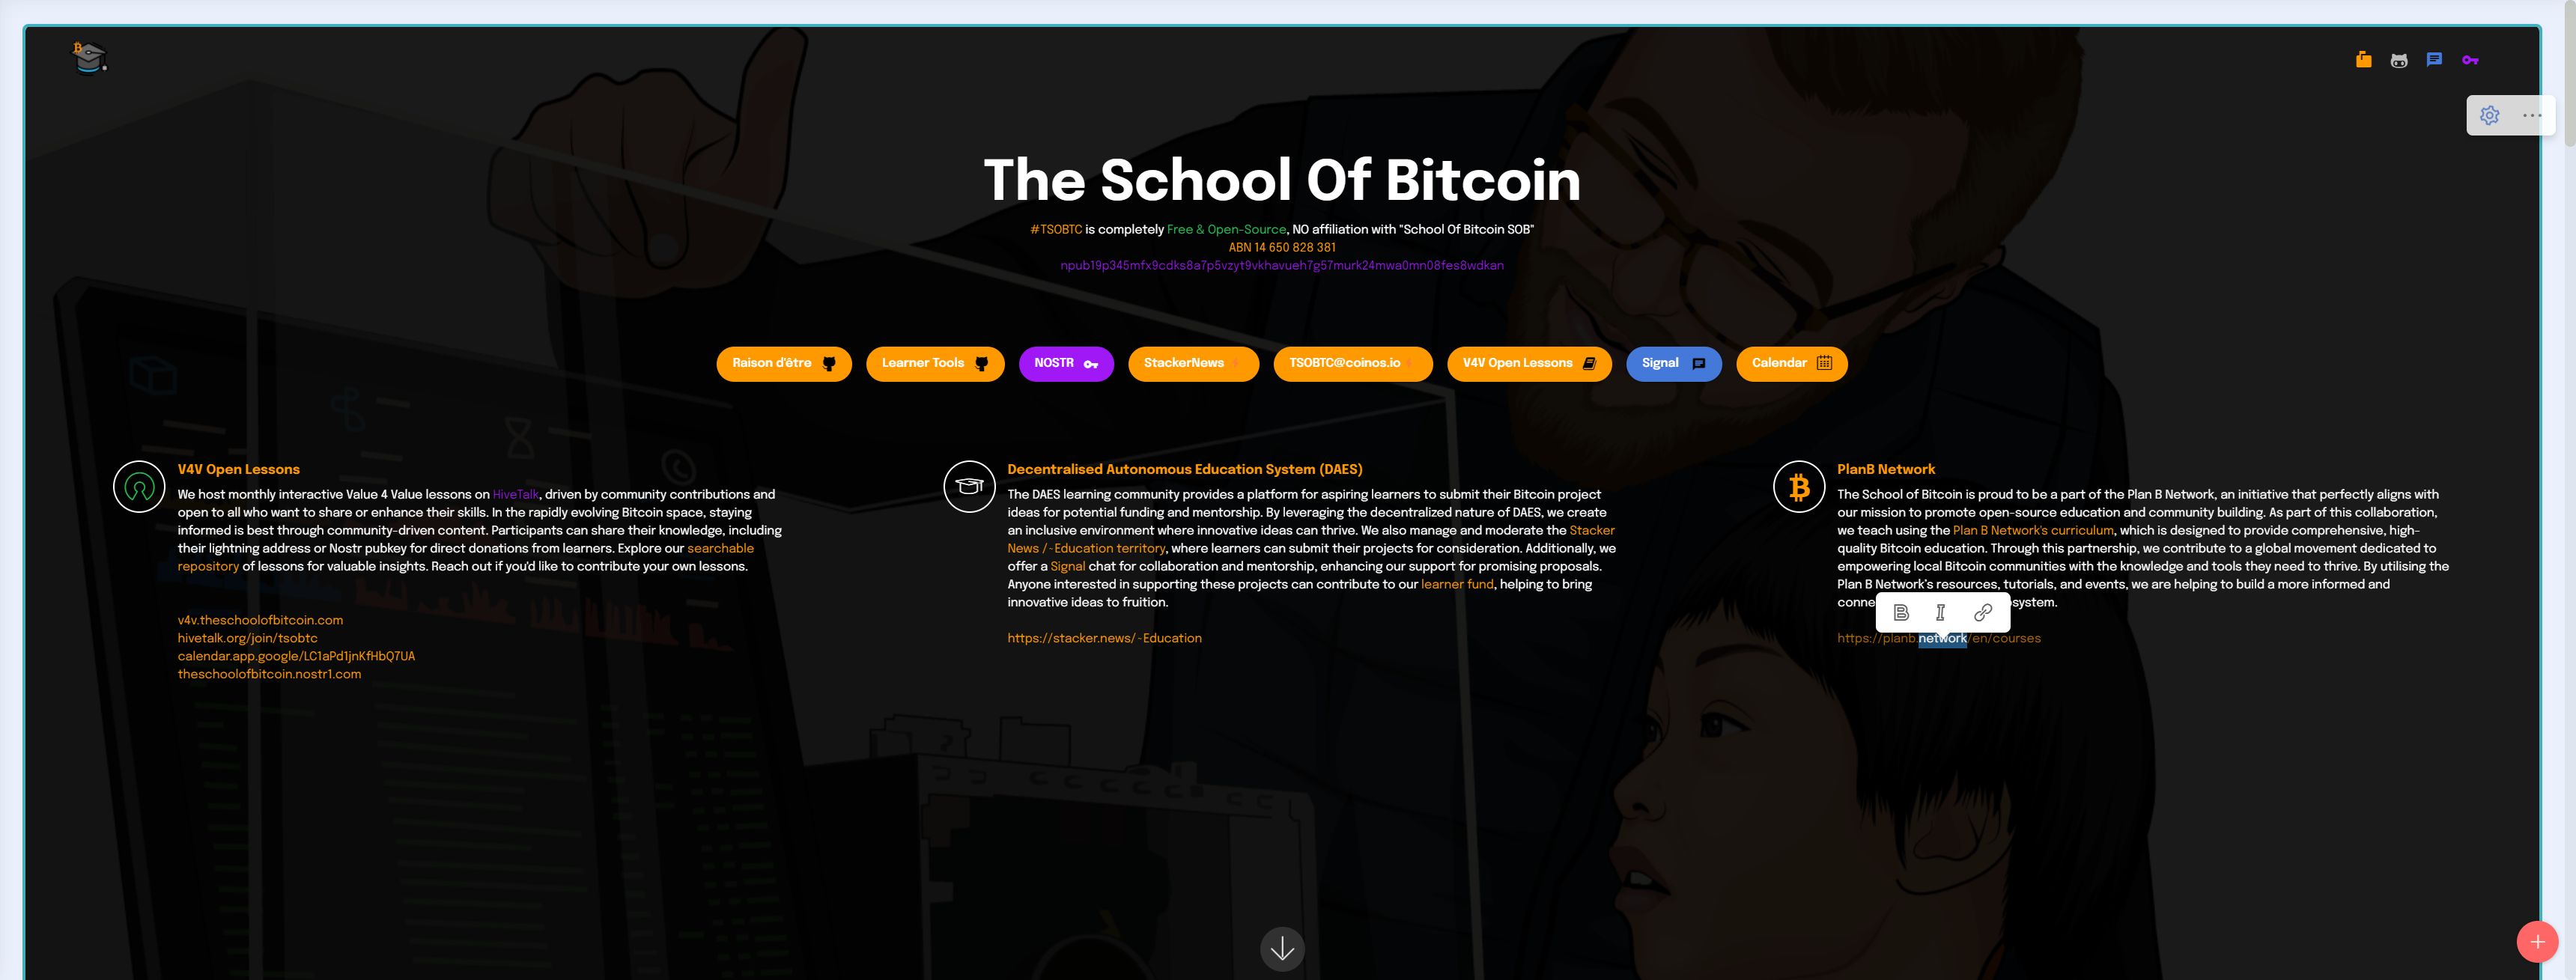 The School Of Bitcoin
#TSOBTC is completely Free & Open-Source, NO affiliation with "School Of Bitcoin SOB"
ABN 14 650 828 381
npub19p345mfx9cdks8a7p5vzyt9vkhavueh7g57murk24mwa0mn08fes8wdkan
Raison d'être
Learner Tools
NOSTR
StackerNews
TSOBTC@coinos.io
V4V Open Lessons
Signal
Calendar
V4V Open Lessons
We host monthly interactive Value 4 Value lessons on HiveTalk, driven by community contributions and
open to all who want to share or enhance their skills. In the rapidly evolving Bitcoin space, staying
informed is best through community-driven content. Participants can share their knowledge, including
their lightning address or Nostr pubkey for direct donations from learners. Explore our searchable
repository of lessons for valuable insights. Reach out if you'd like to contribute your own lessons.
v4v.theschoolofbitcoin.com
hivetalk.org/join/tsobtc
calendar.app.google/LC1aPd1jnKfHbQ7UA
theschoolofbitcoin.nostr1.com
Decentralised Autonomous Education System (DAES)
The DAES learning community provides a platform for aspiring learners to submit their Bitcoin project
ideas for potential funding and mentorship. By leveraging the decentralized nature of DAES, we create
an inclusive environment where innovative ideas can thrive. We also manage and moderate the Stacker
News /~Education territory, where learners can submit their projects for consideration. Additionally, we
offer a Signal chat for collaboration and mentorship, enhancing our support for promising proposals.
Anyone interested in supporting these projects can contribute to our learner fund, helping to bring
innovative ideas to fruition.
https://stacker.news/~Education
PlanB Network
The School of Bitcoin is proud to be a part of the Plan B Network, an initiative that perfectly aligns with
our mission to promote open-source education and community building. As part of this collaboration,
we teach using the Plan B Network's curriculum, which is designed to provide comprehensive, high-
quality Bitcoin education. Through this partnership, we contribute to a global movement dedicated to
empowering local Bitcoin communities with the knowledge and tools they need to thrive. By utilising the
Plan B Network's resources, tutorials, and events, we are helping to build a more informed and
conne system.
B I
https://planb.network/en/courses